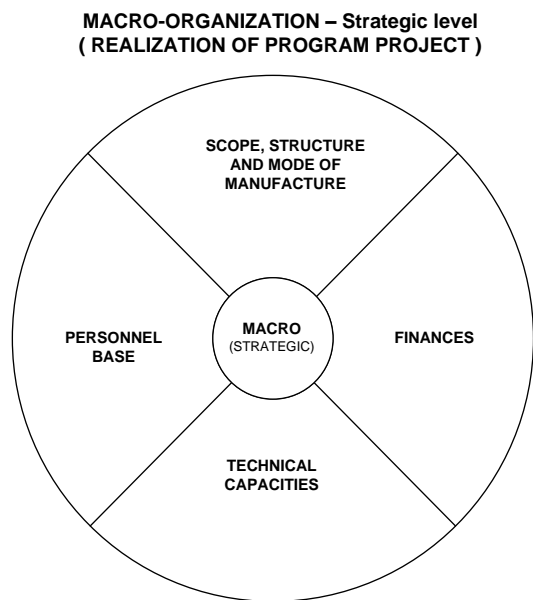 MACRO-ORGANIZATION – Strategic level
( REALIZATION OF PROGRAM PROJECT )
SCOPE, STRUCTURE
AND MODE OF
MANUFACTURE
PERSONNEL
BASE
MACRO
(STRATEGIC)
FINANCES
TECHNICAL
CAPACITIES